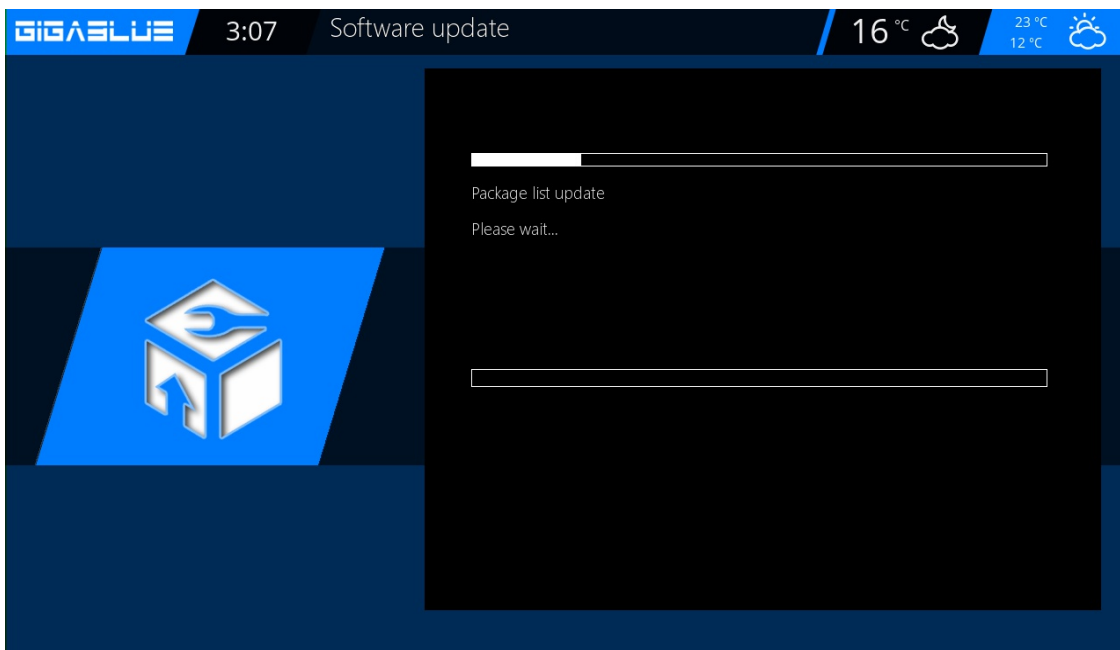 GIGABLUE
3:07
Software update
16 °C
23 °C
12 °C
Package list update
Please wait...